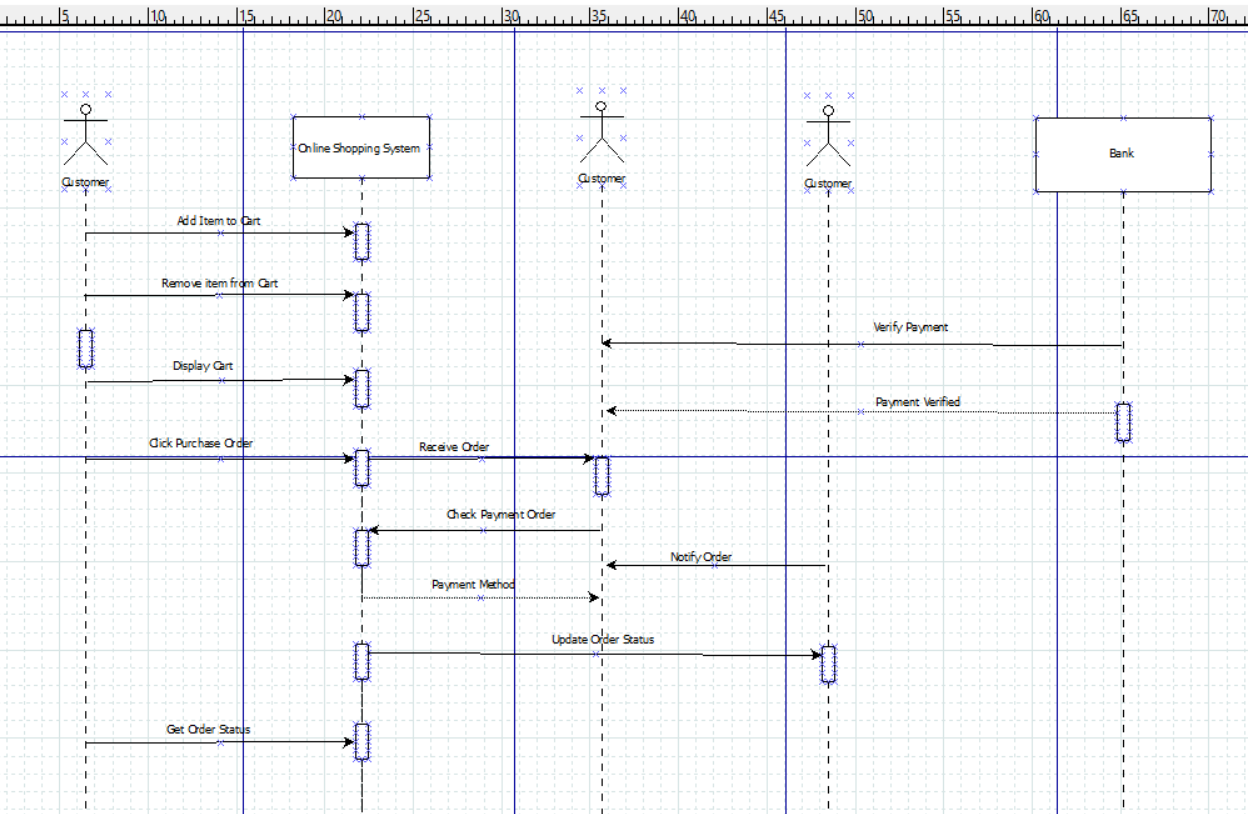 5 10 15 20 25 30 35 40 45 50 55 60 65 70
Customer
Online Shopping System
Customer
Customer
Bank
Add Item to Cart
Remove item from Cart
Verify Payment
Display Cart
Payment Verified
Click Purchase Order
Receive Order
Check Payment Order
Notify Order
Payment Method
Update Order Status
Get Order Status